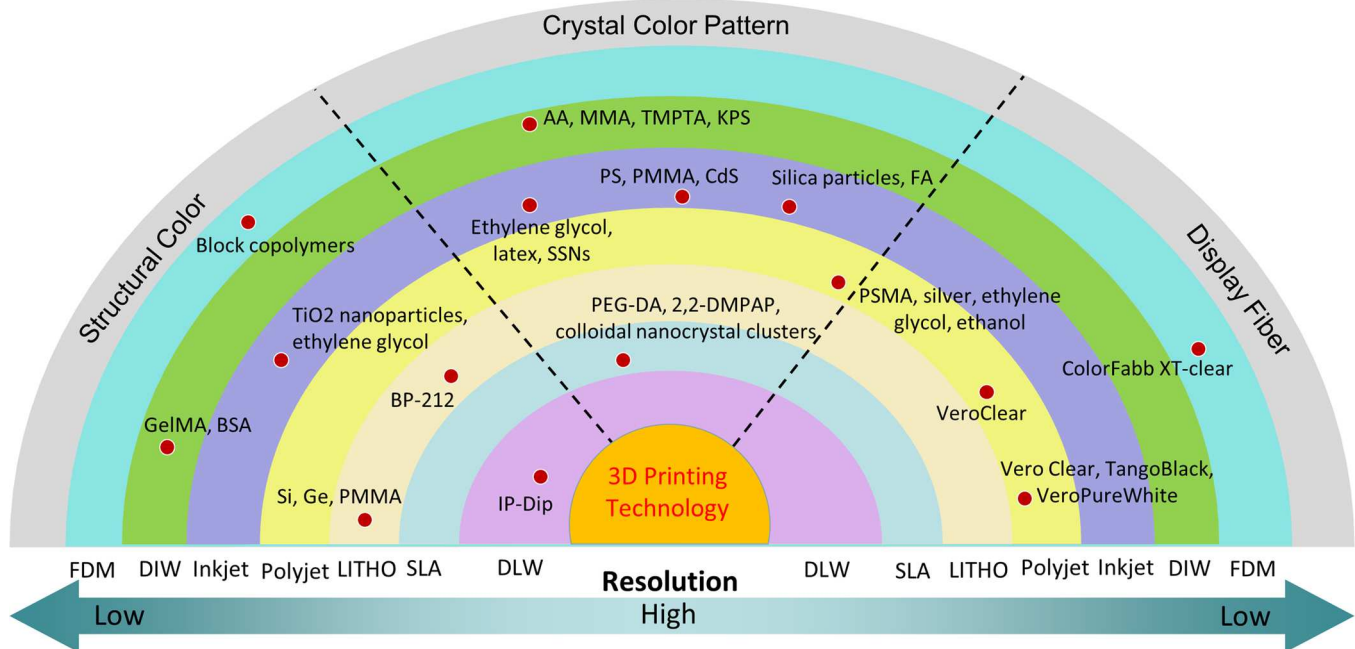 Crystal Color Pattern
Structural Color
Display Fiber
AA, MMA, TMPTA, KPS
PS, PMMA, CdS
Silica particles, FA
Block copolymers
Ethylene glycol,
latex, SSNs
TiO2 nanoparticles,
ethylene glycol
PEG-DA, 2,2-DMPAP,
colloidal nanocrystal clusters
PSMA, silver, ethylene
glycol, ethanol
ColorFabb XT-clear
BP-212
VeroClear
GelMA, BSA
Si, Ge, PMMA
IP-Dip
3D Printing
Technology
Vero Clear, TangoBlack,
VeroPureWhite
FDM DIW Inkjet Polyjet LITHO SLA DLW Resolution DLW SLA LITHO Polyjet Inkjet DIW FDM
Low High Low